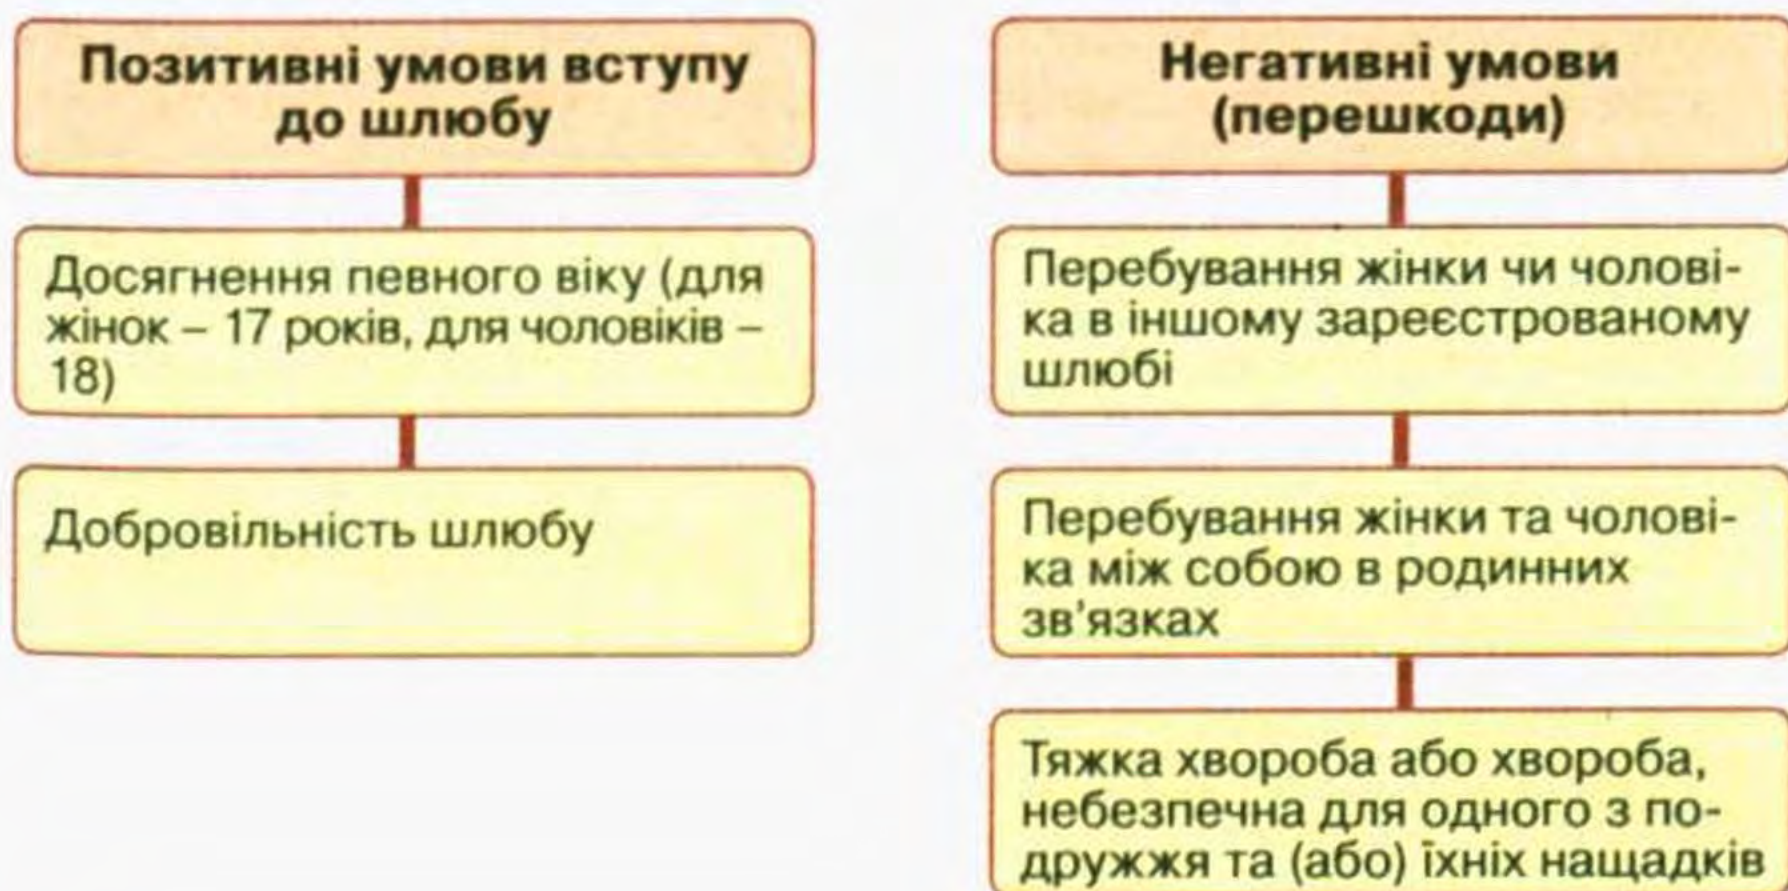 Позитивні умови вступу
до шлюбу
Досягнення певного віку (для
жінок – 17 років, для чоловіків –
18)
Добровільність шлюбу
Негативні умови
(перешкоди)
Перебування жінки чи чолові-
ка в іншому зареєстрованому
шлюбі
Перебування жінки та чолові-
ка між собою в родинних
зв'язках
Тяжка хвороба або хвороба,
небезпечна для одного з по-
дружжя та (або) їхніх нащадків